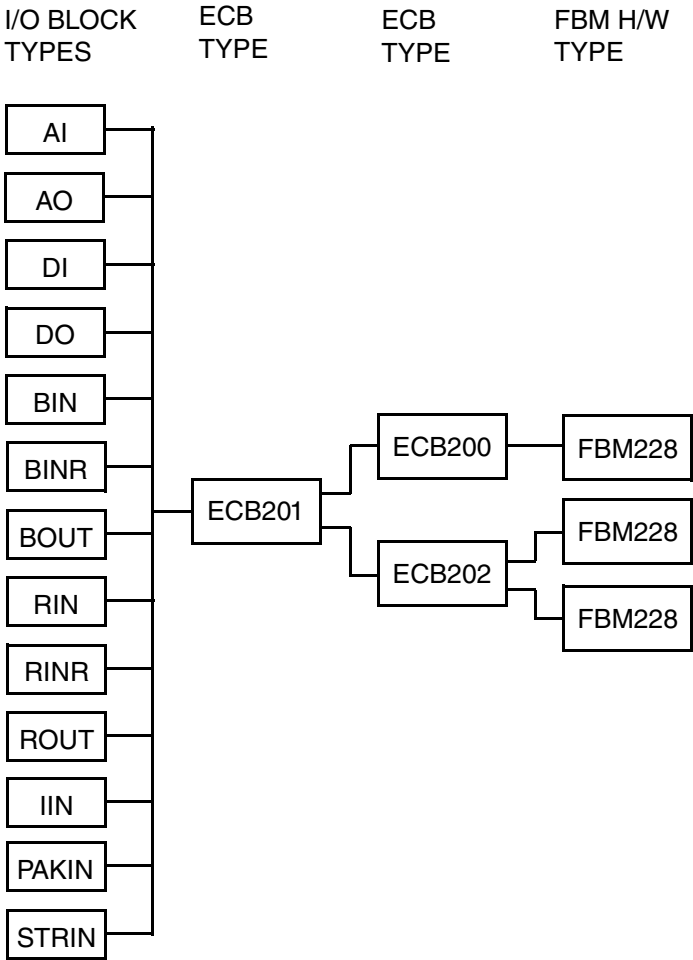 I/O BLOCK
TYPES
ECB
TYPE
ECB
TYPE
FBM H/W
TYPE
AI
AO
DI
DO
BIN
BINR
BOUT
RIN
RINR
ROUT
IIN
PAKIN
STRIN
ECB201
ECB200
ECB202
FBM228
FBM228
FBM228